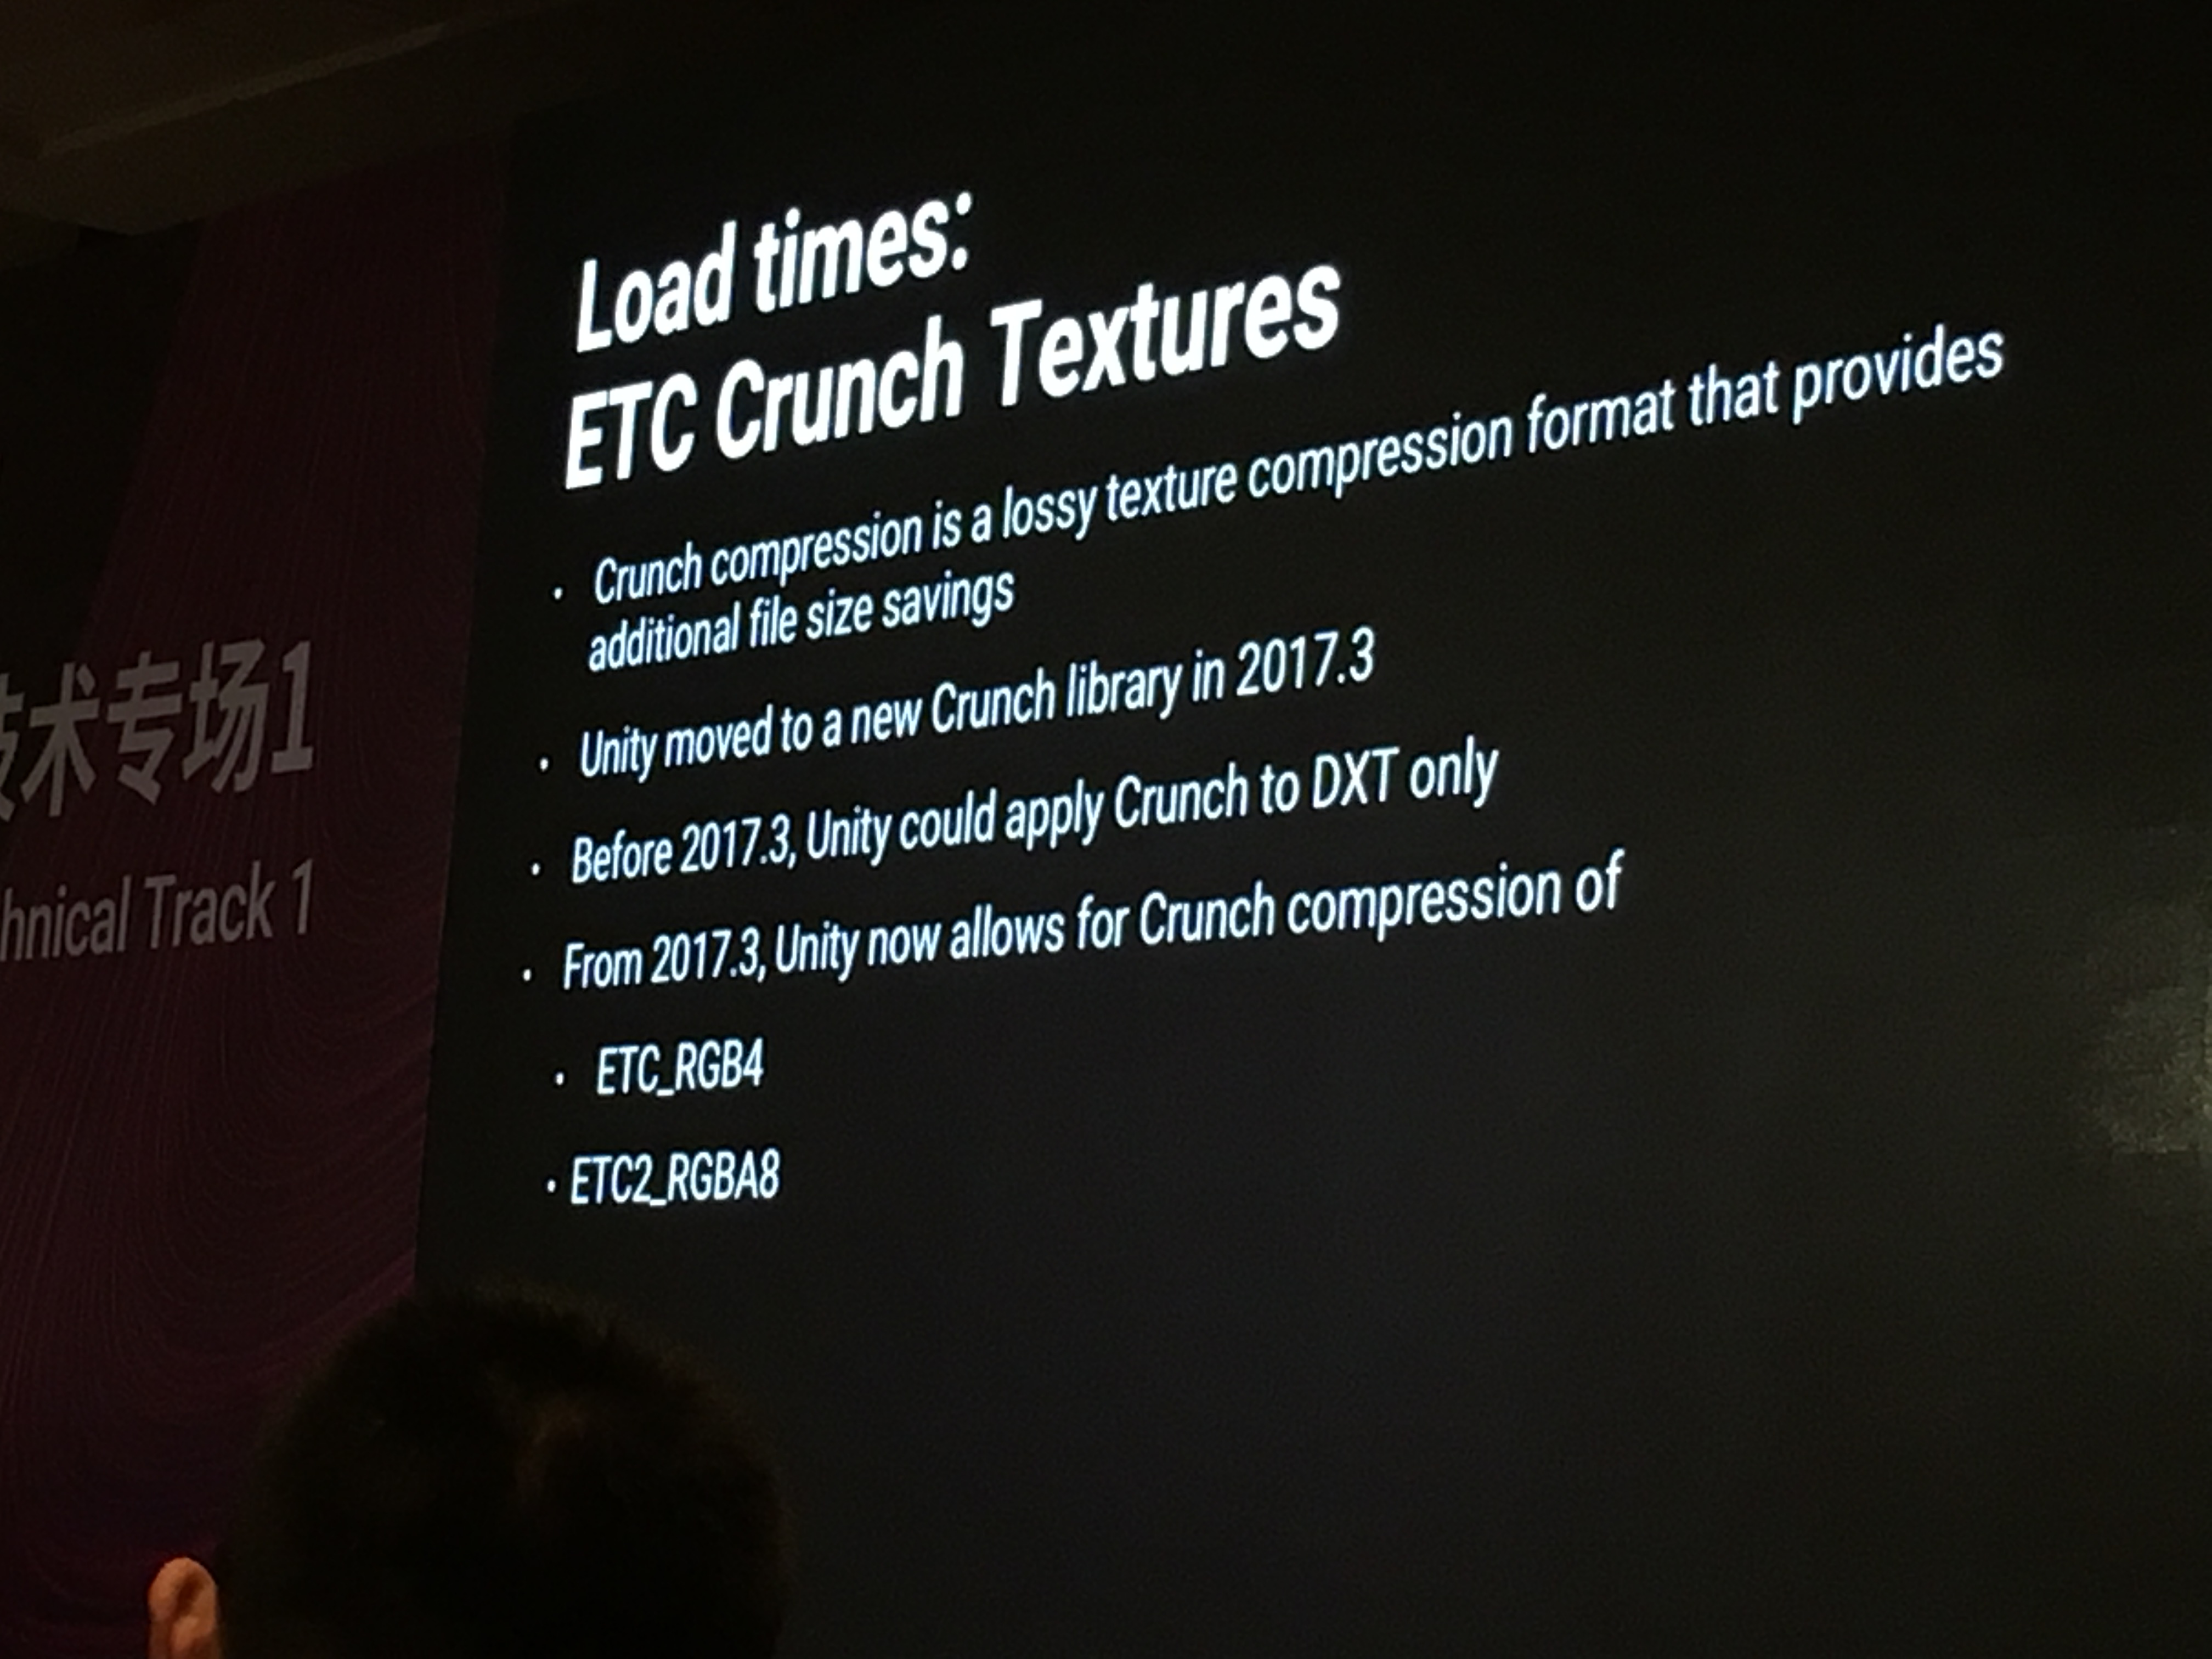 Load times:
ETC Crunch Textures
• Crunch compression is a lossy texture compression format that provides
additional file size savings
• Unity moved to a new Crunch library in 2017.3
• Before 2017.3, Unity could apply Crunch to DXT only
• From 2017.3, Unity now allows for Crunch compression of
• ETC_RGB4
• ETC2_RGBA8
技术专场1
hnical Track 1